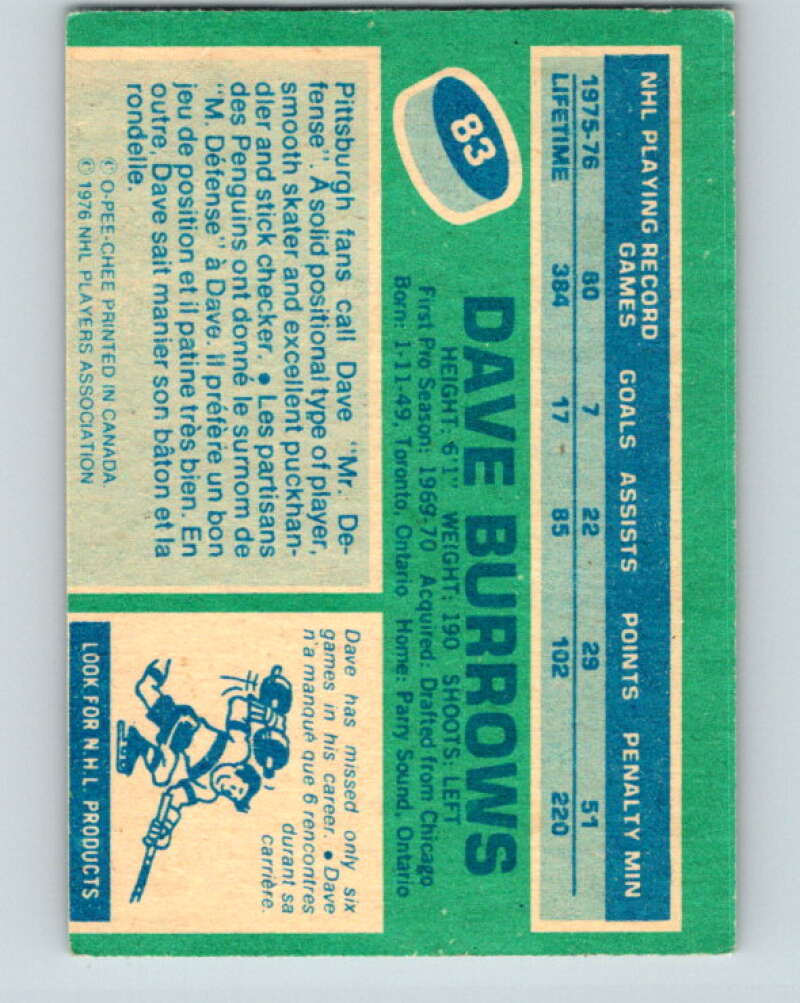 NHL PLAYING RECORD
GAMES GOALS ASSISTS POINTS PENALTY MIN
1975-76 80 7 22 29 51
LIFETIME 384 17 85 102 220
83
DAVE BURROWS
HEIGHT: 6'1" WEIGHT: 190 SHOOTS: LEFT
First Pro Season: 1969-70 Acquired: Drafted from Chicago
Born: 1-11-49, Toronto, Ontario Home: Parry Sound, Ontario
Pittsburgh fans call Dave "Mr. De-
fense". A solid positional type of player,
smooth skater and excellent puckhan-
dler and stick checker. • Les partisans
des Penguins ont donné le surnom de
"M. Défense" à Dave. Il préfère un bon
jeu de position et il patine très bien. En
outre, Dave sait manier son bâton et la
rondelle.
© O-PEE-CHEE PRINTED IN CANADA
© 1976 NHL PLAYERS ASSOCIATION
Dave has missed only six
games in his career. • Dave
n'a manqué que 6 rencontres
durant sa
carrière.
LOOK FOR N.H.L. PRODUCTS